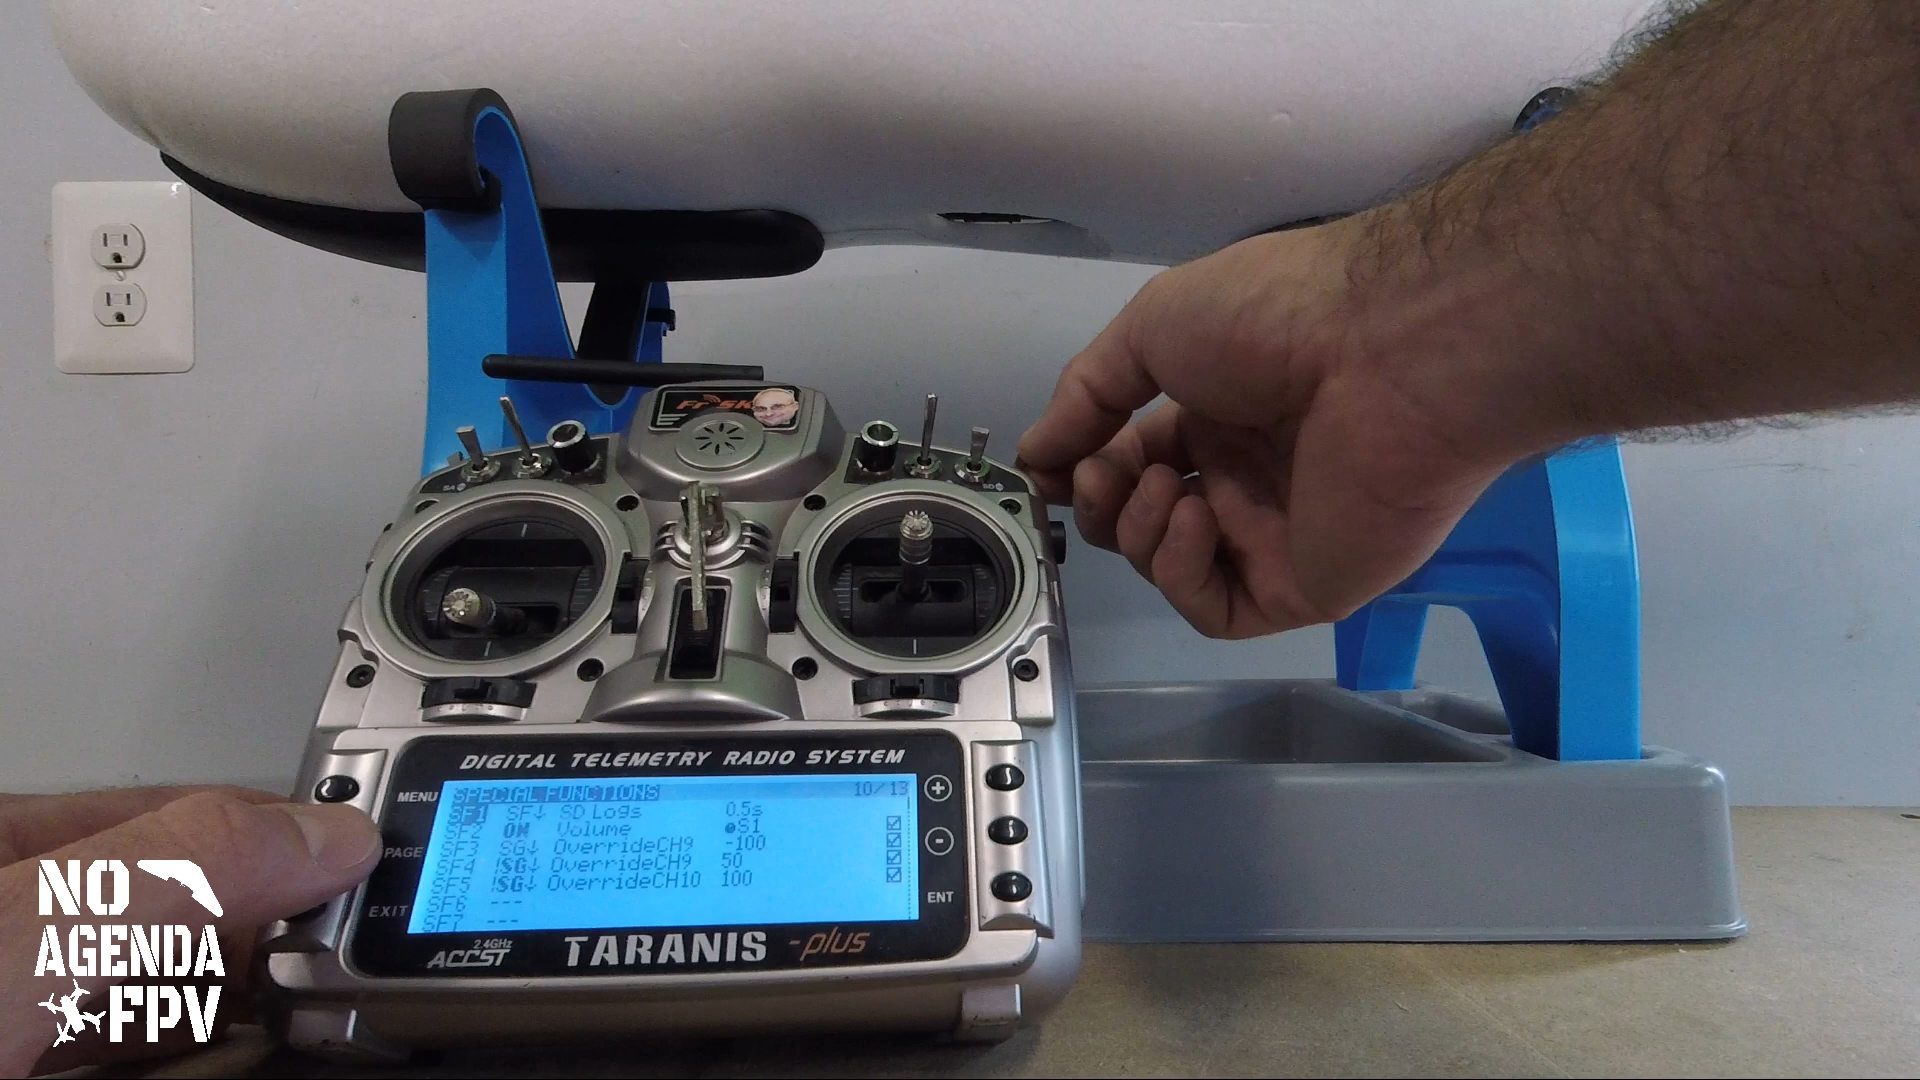 Fr SK
SA
SD
DIGITAL TELEMETRY RADIO SYSTEM
MENU
PAGE
EXIT
ENT
SPECIAL FUNCTIONS 10/13
SF1 SF↓ SD Logs 0.5s
SF2 ON Volume S1
SF3 SG↓ OverrideCH9 -100
SF4 !SG↓ OverrideCH9 50
SF5 !SG↓ OverrideCH10 100
SF6 ---
SF7 ---
2.4GHz
ACCST
TARANIS -plus
NO
AGENDA
FPV